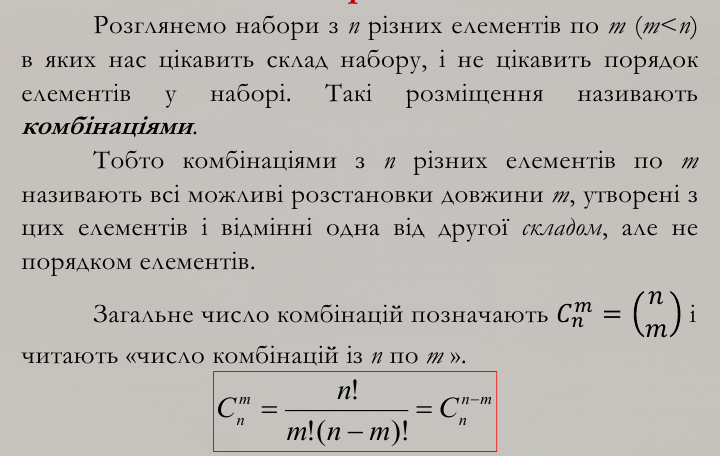 Розглянемо набори з n різних елементів по m (m<n)
в яких нас цікавить склад набору, і не цікавить порядок
елементів у наборі. Такі розміщення називають
комбінаціями.
Тобто комбінаціями з n різних елементів по m
називають всі можливі розстановки довжини m, утворені з
цих елементів і відмінні одна від другої складом, але не
порядком елементів.
Загальне число комбінацій позначають C_n^m = (n m) і
читають «число комбінацій із n по m ».
C_n^m = n! / m!(n − m)! = C_n^{n−m}